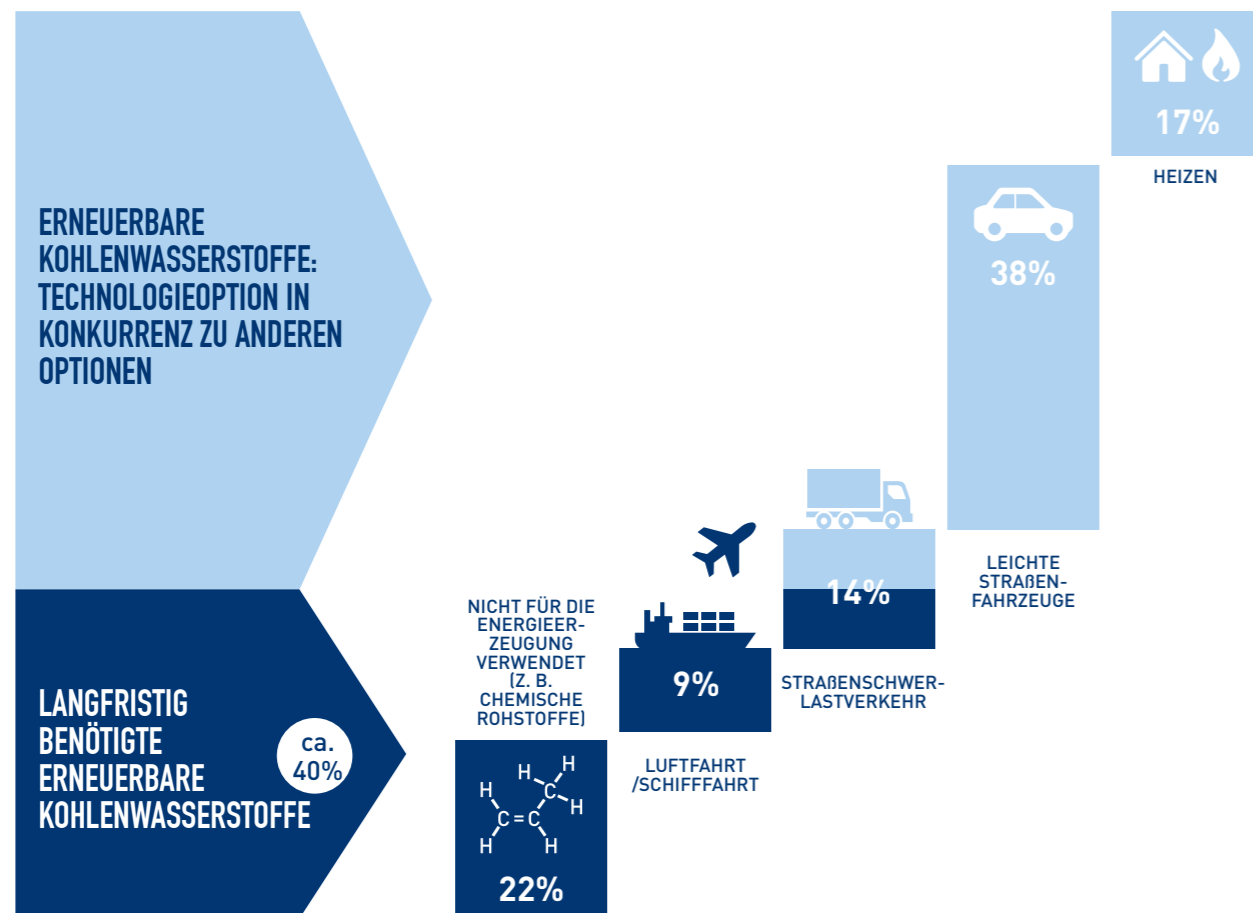 ERNEUERBARE
KOHLENWASSERSTOFFE:
TECHNOLOGIEOPTION IN
KONKURRENZ ZU ANDEREN
OPTIONEN
LANGFRISTIG
BENÖTIGTE
ERNEUERBARE
KOHLENWASSERSTOFFE
ca.
40%
NICHT FÜR DIE
ENERGIEER-
ZEUGUNG
VERWENDET
(Z. B.
CHEMISCHE
ROHSTOFFE)
H
H C H
H
C=C
H H
22%
9%
LUFTFAHRT
/SCHIFFFAHRT
14%
STRAßENSCHWER-
LASTVERKEHR
38%
LEICHTE
STRAßEN-
FAHRZEUGE
17%
HEIZEN